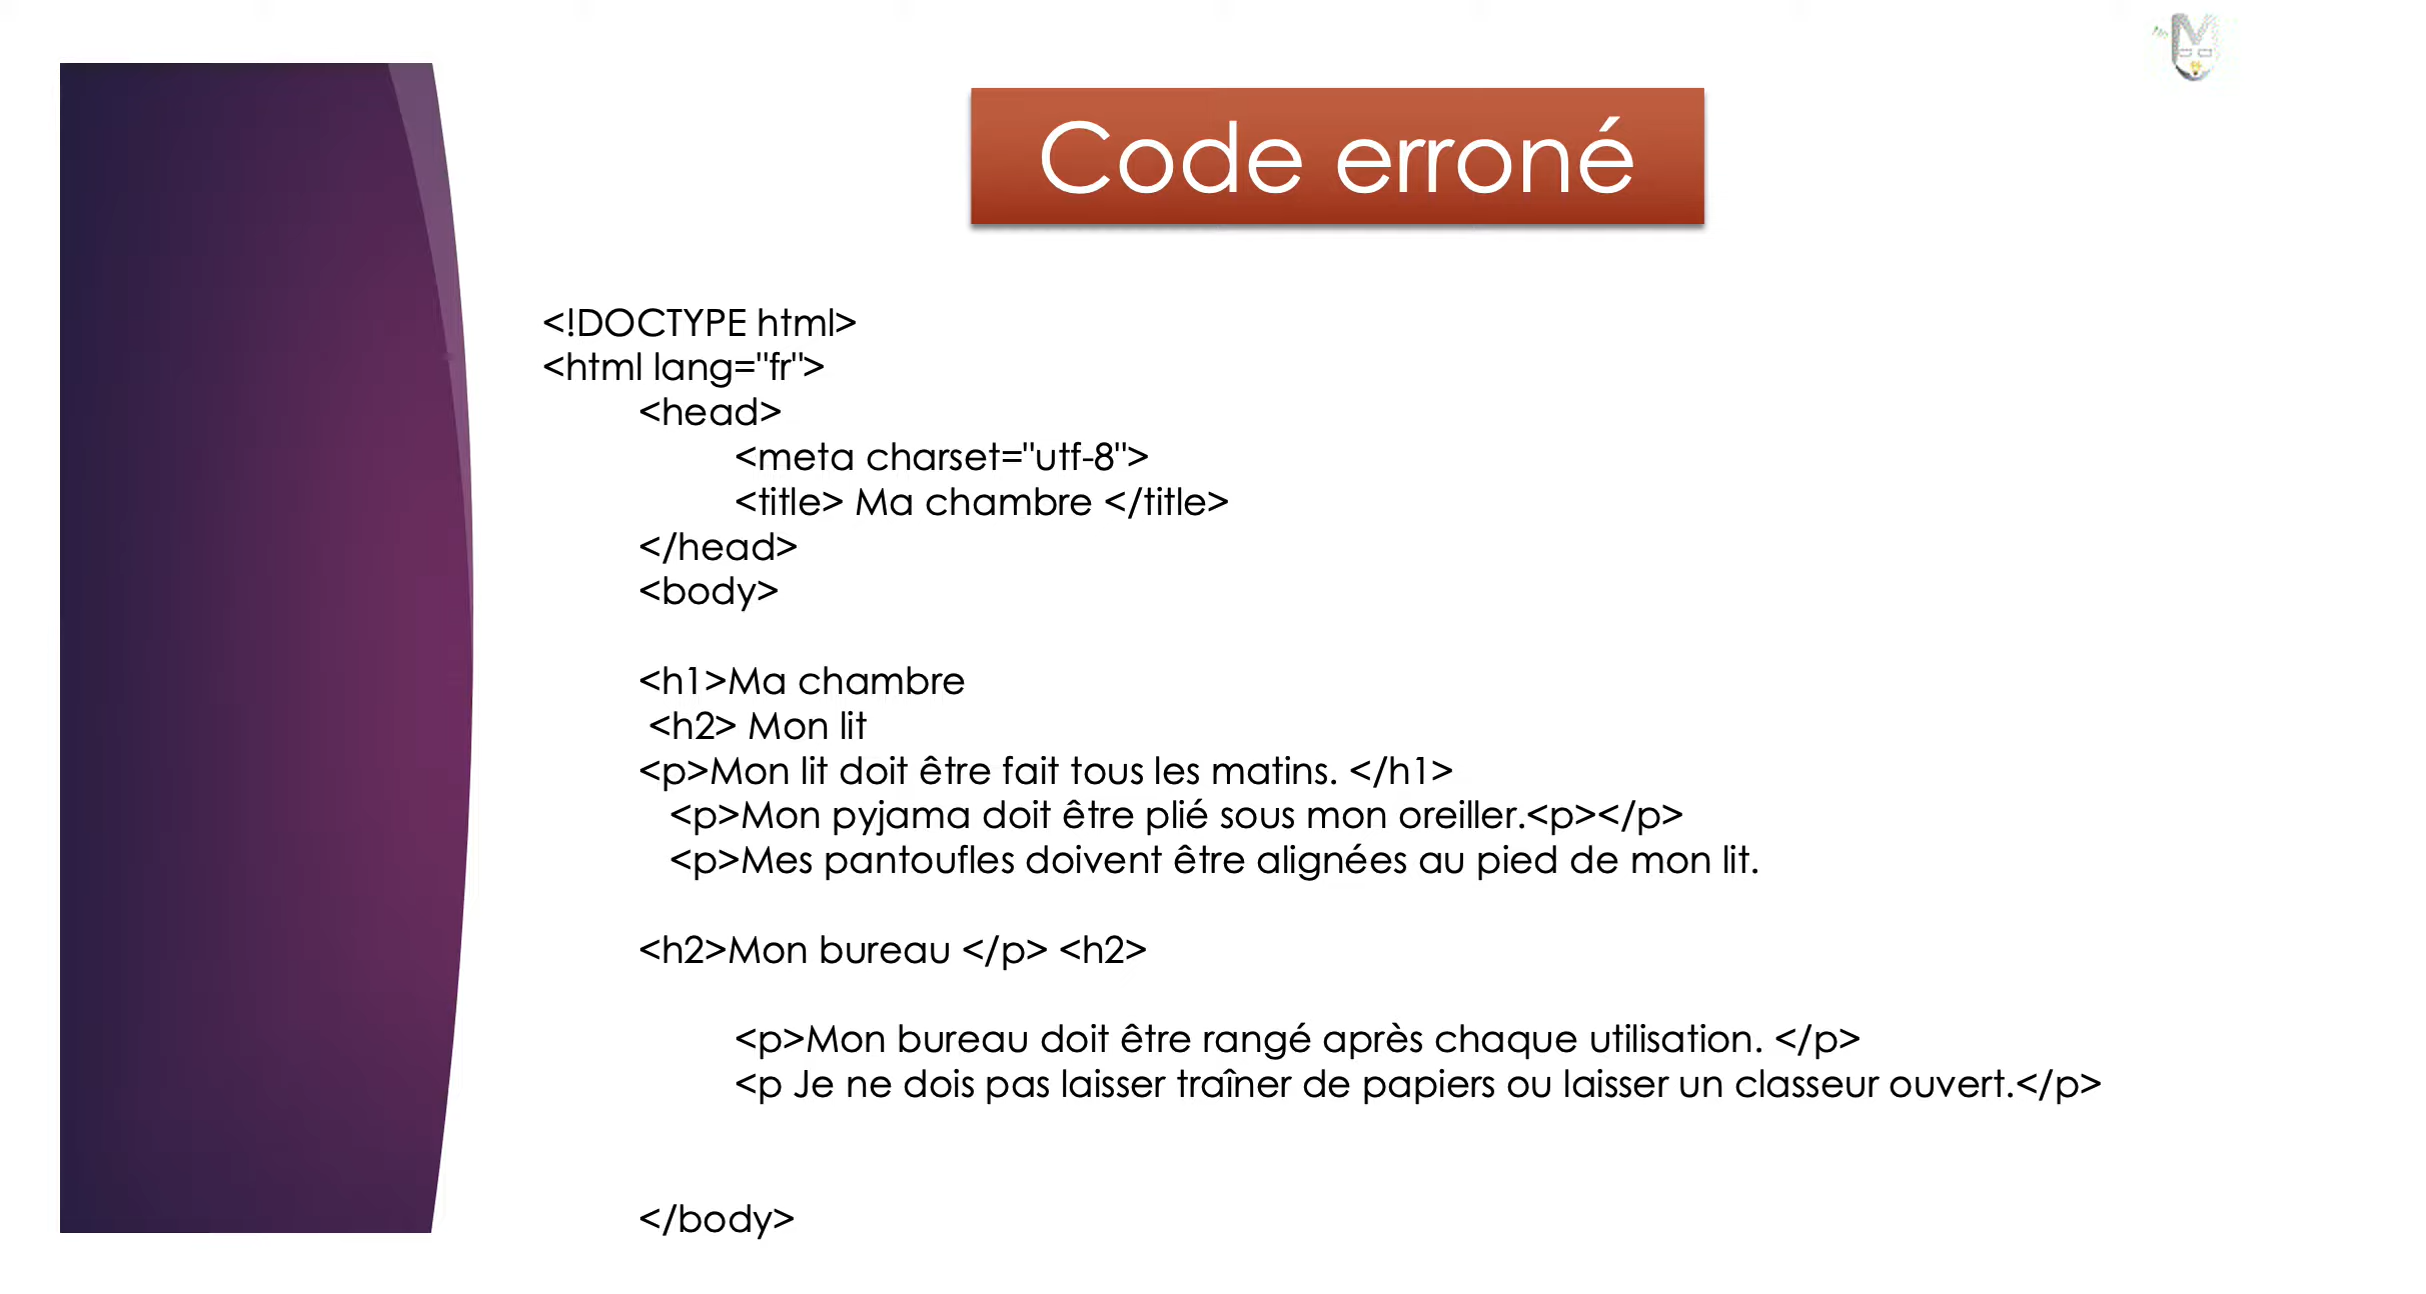 Code erroné
<!DOCTYPE html>
<html lang="fr">
<head>
<meta charset="utf-8">
<title> Ma chambre </title>
</head>
<body>
<h1>Ma chambre
<h2> Mon lit
<p>Mon lit doit être fait tous les matins. </h1>
<p>Mon pyjama doit être plié sous mon oreiller.<p></p>
<p>Mes pantoufles doivent être alignées au pied de mon lit.
<h2>Mon bureau </p> <h2>
<p>Mon bureau doit être rangé après chaque utilisation. </p>
<p Je ne dois pas laisser traîner de papiers ou laisser un classeur ouvert.</p>
</body>